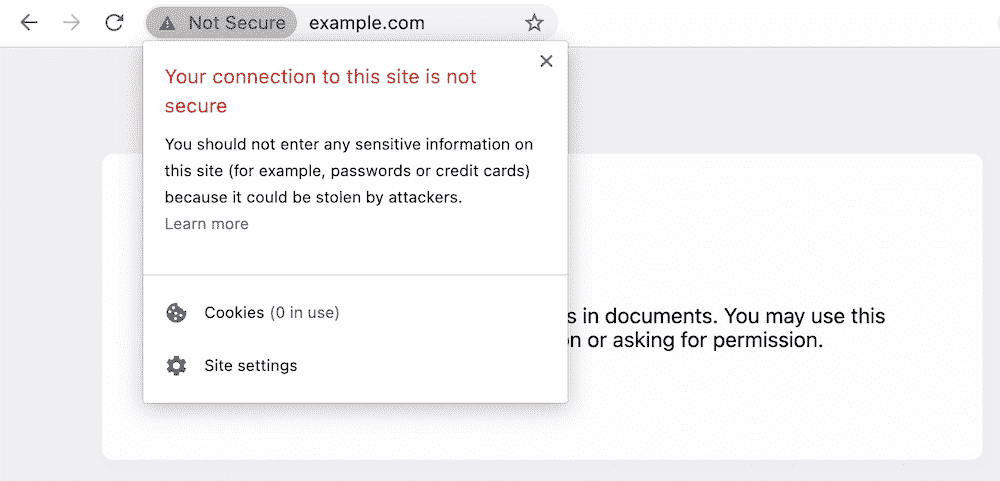 Not Secure example.com
Your connection to this site is not
secure
You should not enter any sensitive information on
this site (for example, passwords or credit cards)
because it could be stolen by attackers.
Learn more
Cookies (0 in use)
Site settings
in documents. You may use this
or asking for permission.